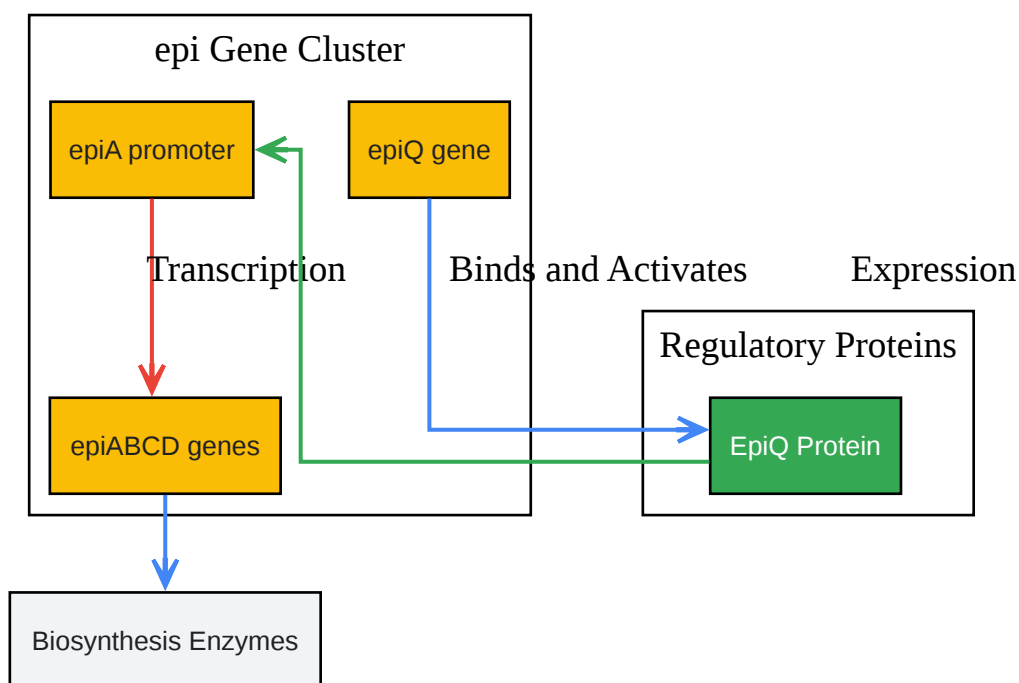 epi Gene Cluster
epiA promoter
epiQ gene
Transcription
Binds and Activates
Expression
Regulatory Proteins
epiABCD genes
EpiQ Protein
Biosynthesis Enzymes